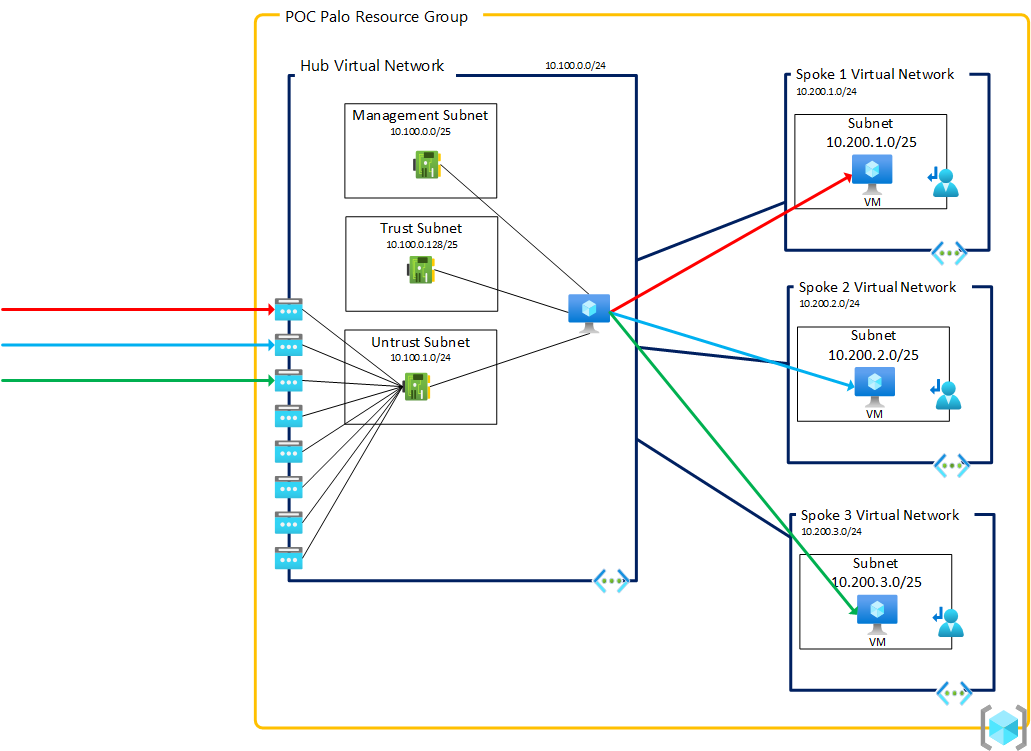 POC Palo Resource Group
Hub Virtual Network
10.100.0.0/24
Management Subnet
10.100.0.0/25
Trust Subnet
10.100.0.128/25
Untrust Subnet
10.100.1.0/24
Spoke 1 Virtual Network
10.200.1.0/24
Subnet
10.200.1.0/25
VM
Spoke 2 Virtual Network
10.200.2.0/24
Subnet
10.200.2.0/25
VM
Spoke 3 Virtual Network
10.200.3.0/24
Subnet
10.200.3.0/25
VM